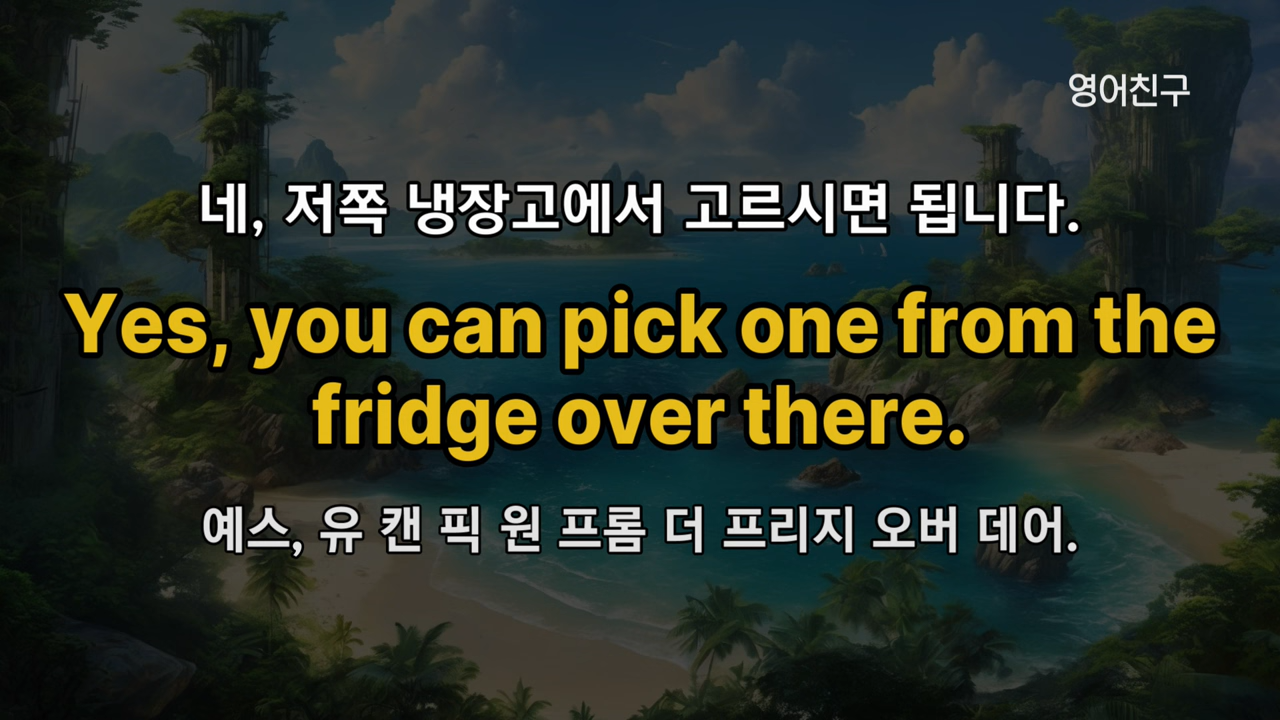 영어친구
네, 저쪽 냉장고에서 고르시면 됩니다.
Yes, you can pick one from the
fridge over there.
예스, 유 캔 픽 원 프롬 더 프리지 오버 데어.